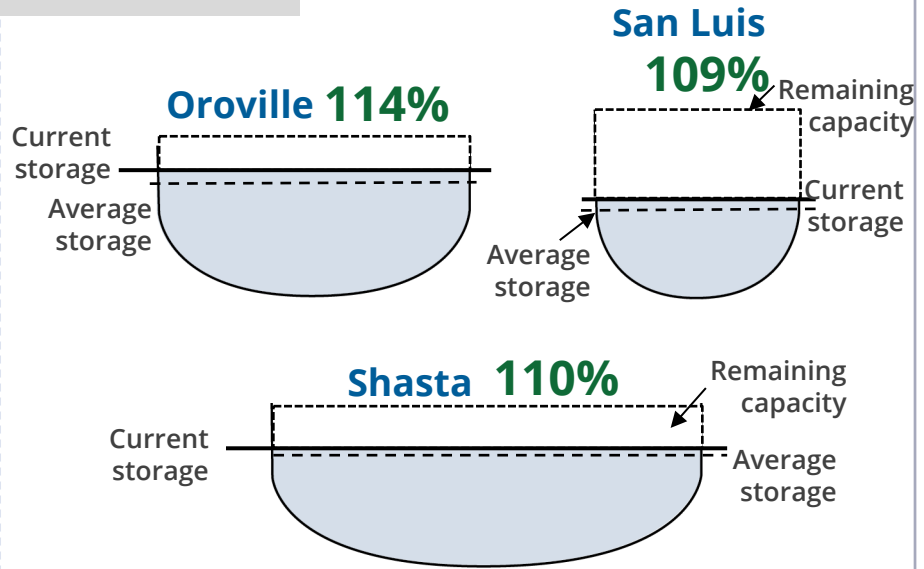 San Luis
109%
Remaining
capacity
Current
storage
Average
storage
Oroville 114%
Current
storage
Average
storage
Shasta 110%
Remaining
capacity
Current
storage
Average
storage